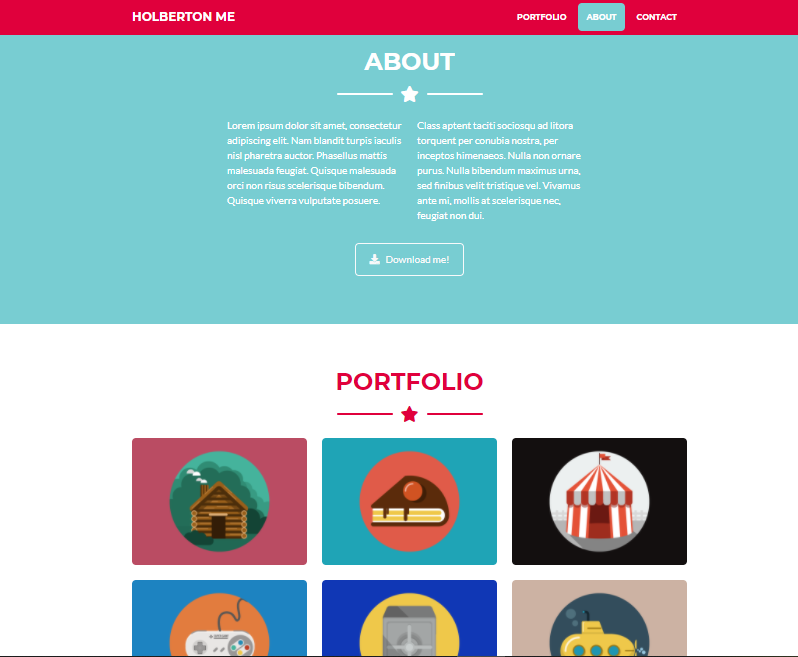 HOLBERTON ME
PORTFOLIO
ABOUT
CONTACT
ABOUT
Lorem ipsum dolor sit amet, consectetur
adipiscing elit. Nam blandit turpis iaculis
nisl pharetra auctor. Phasellus mattis
malesuada feugiat. Quisque malesuada
orci non risus scelerisque bibendum.
Quisque viverra vulputate posuere.
Class aptent taciti sociosqu ad litora
torquent per conubia nostra, per
inceptos himenaeos. Nulla non ornare
purus. Nulla bibendum maximus urna,
sed finibus velit tristique vel. Vivamus
ante mi, mollis at scelerisque nec,
feugiat non dui.
Download me!
PORTFOLIO